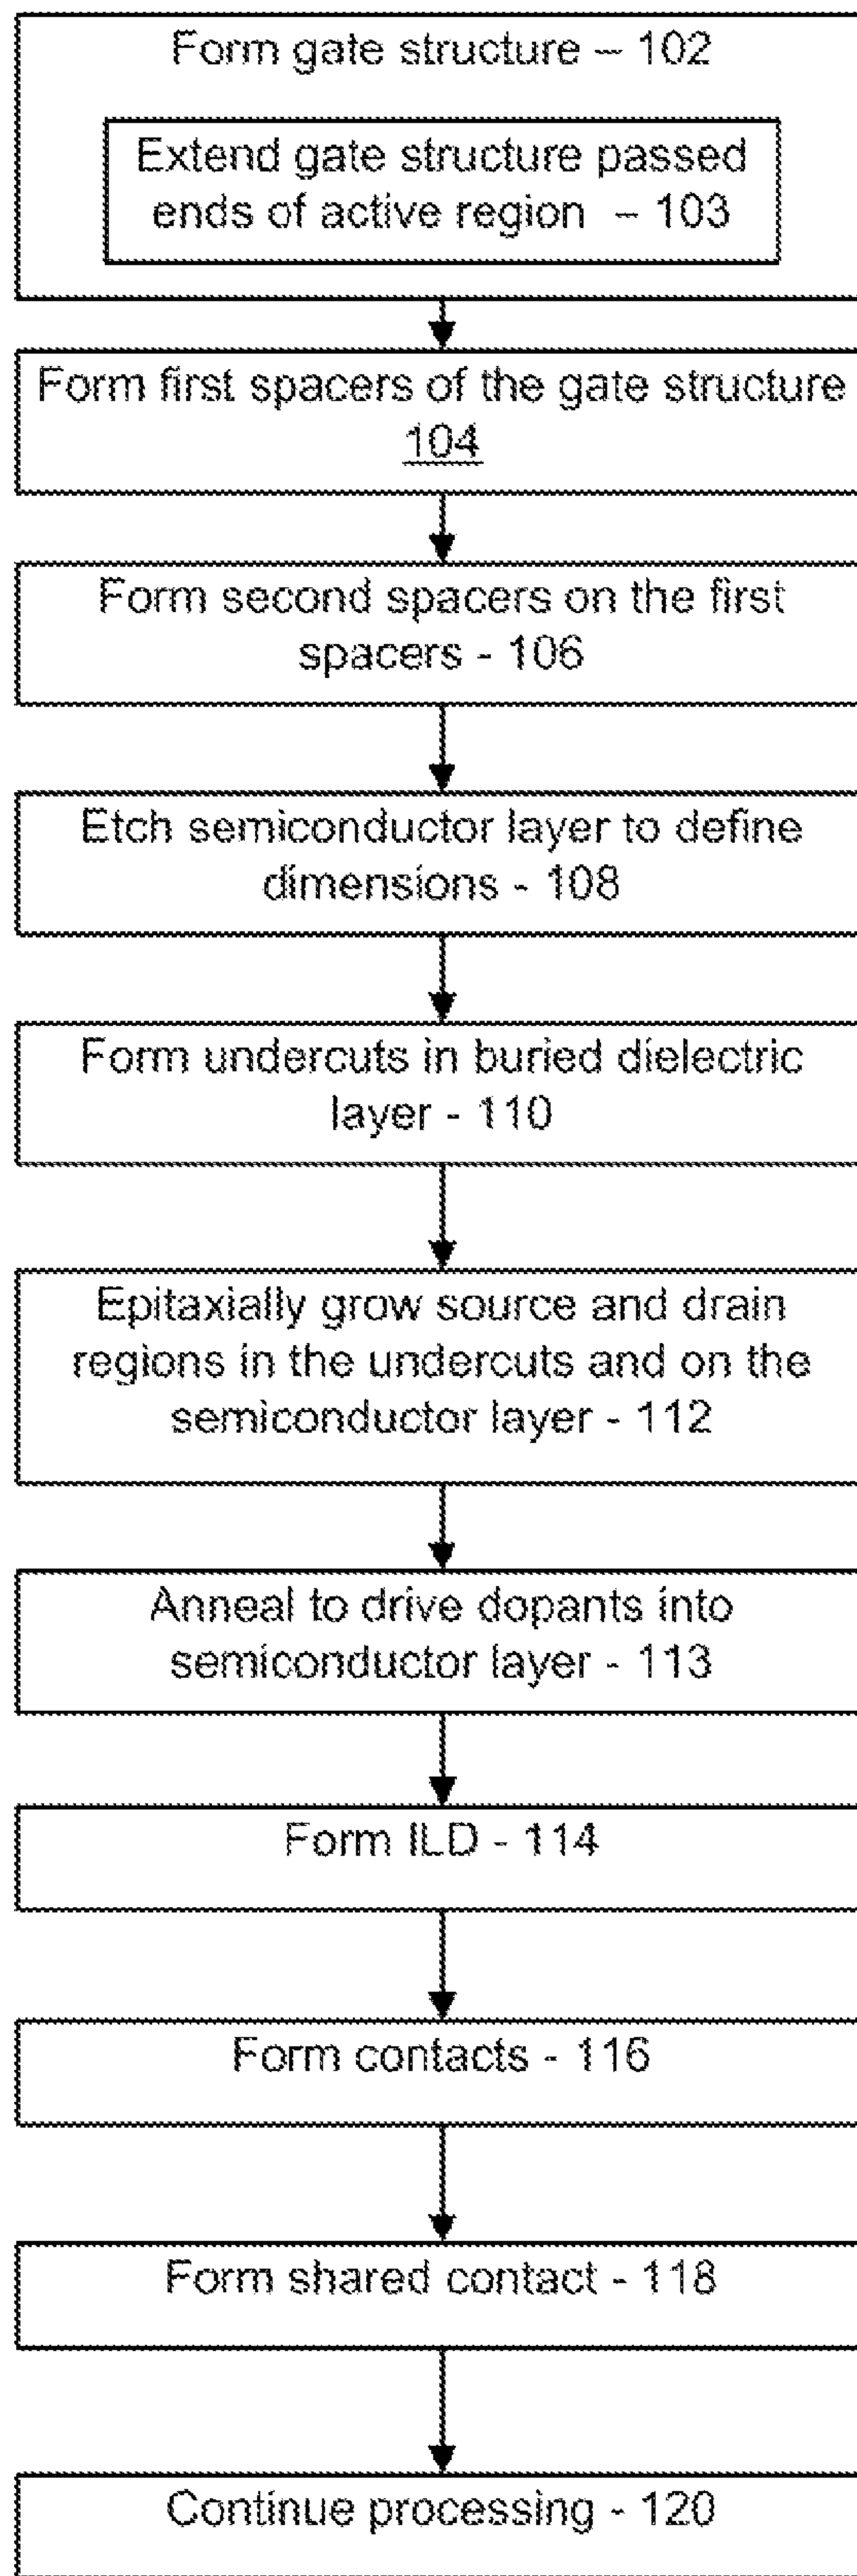 Form gate structure – 102
Extend gate structure passed
ends of active region – 103
Form first spacers of the gate structure
104
Form second spacers on the first
spacers - 106
Etch semiconductor layer to define
dimensions - 108
Form undercuts in buried dielectric
layer - 110
Epitaxially grow source and drain
regions in the undercuts and on the
semiconductor layer - 112
Anneal to drive dopants into
semiconductor layer - 113
Form ILD - 114
Form contacts - 116
Form shared contact - 118
Continue processing - 120